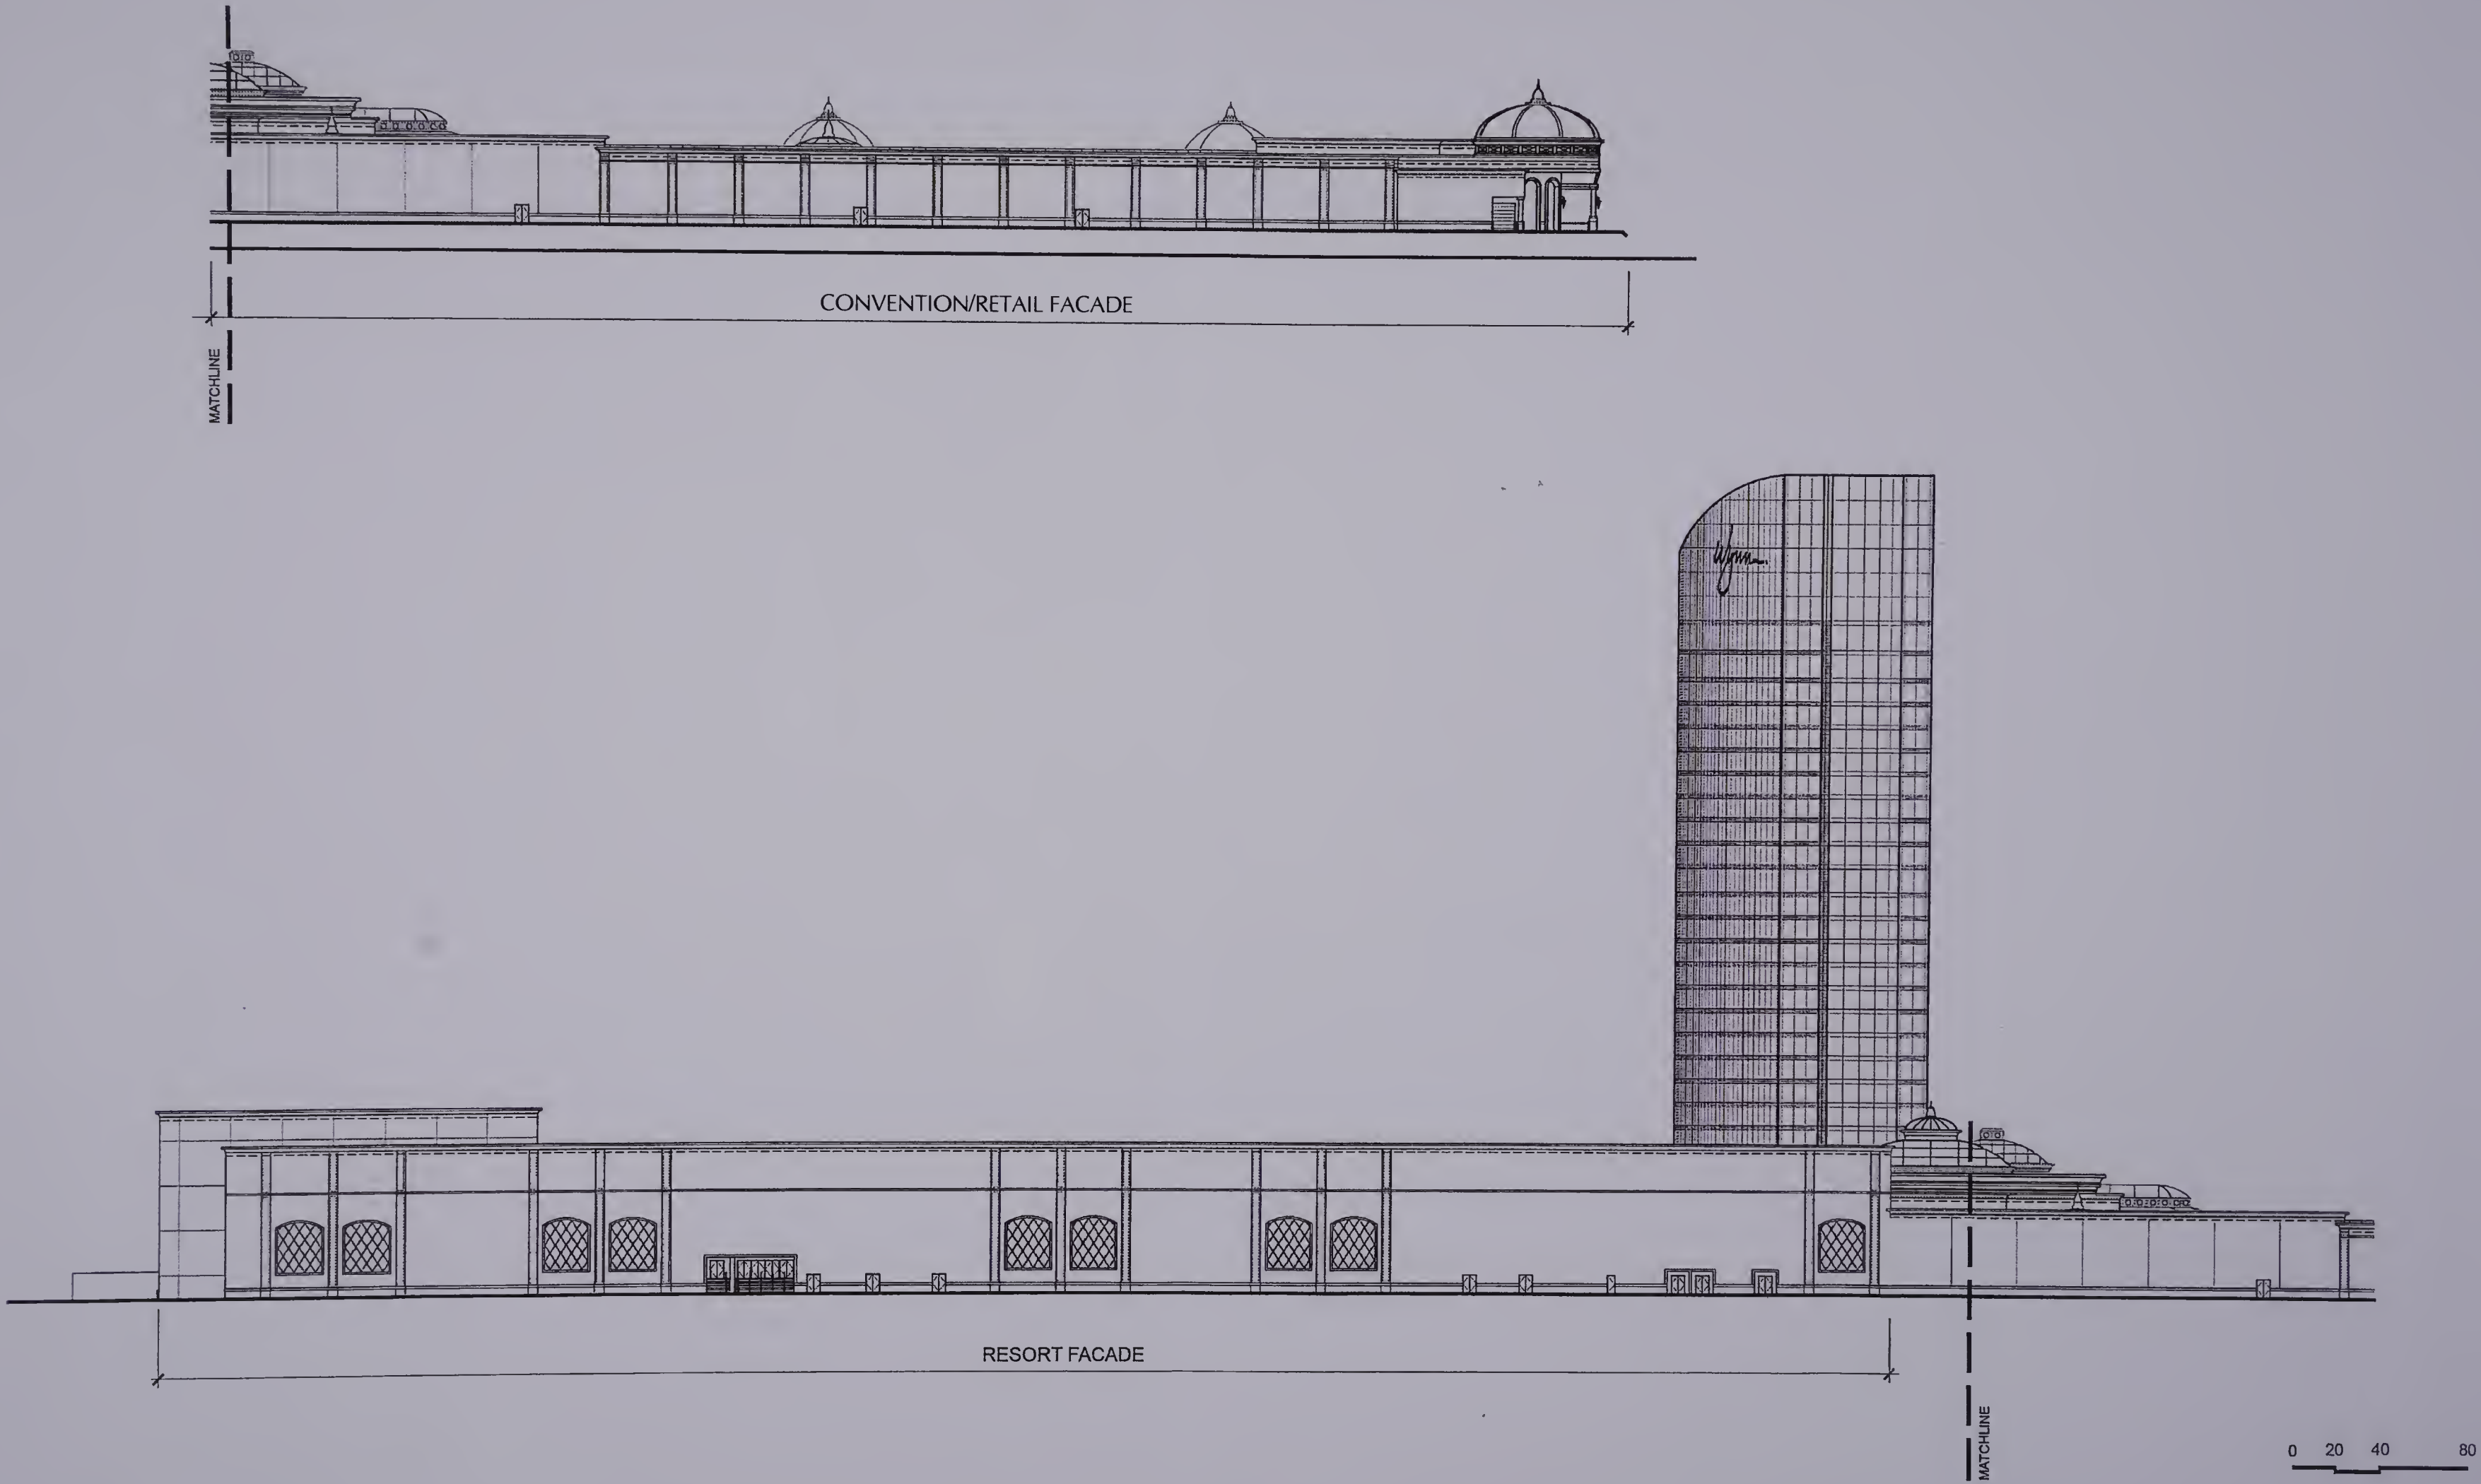 CONVENTION/RETAIL FACADE
MATCHLINE
Wynn
RESORT FACADE
MATCHLINE
0 20 40 80